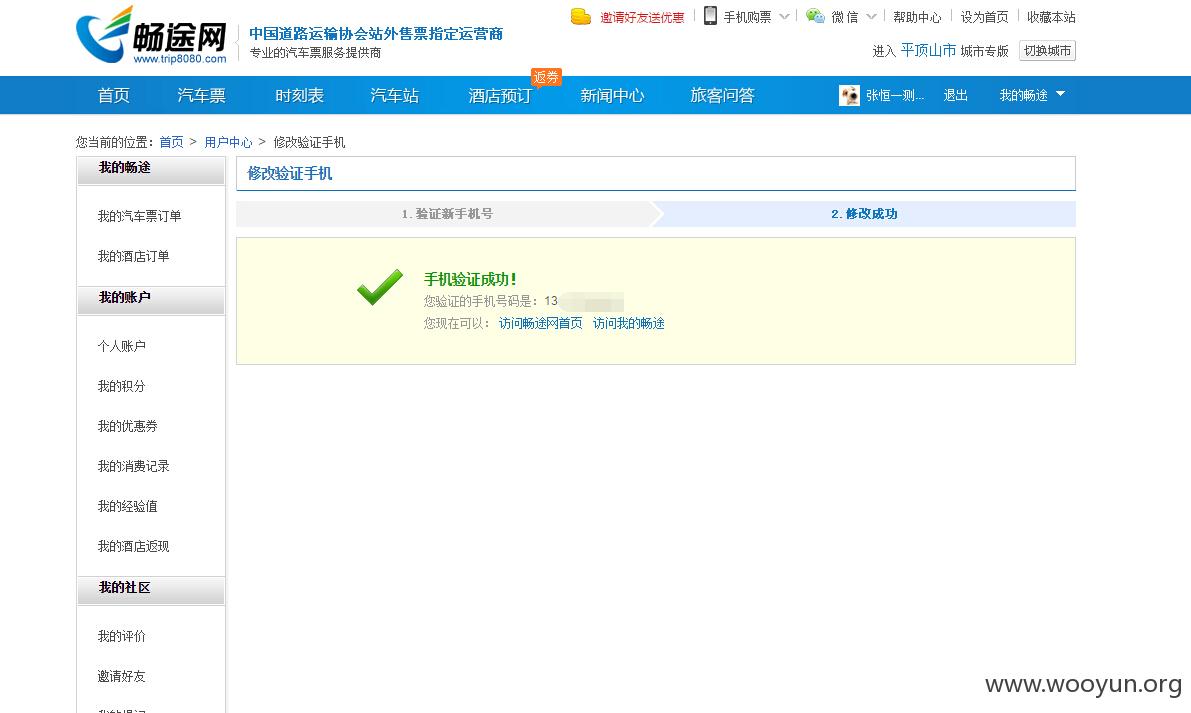 畅途网
www.trip8080.com
中国道路运输协会站外售票指定运营商
专业的汽车票服务提供商
邀请好友送优惠 手机购票 微信 帮助中心 设为首页 收藏本站
进入 平顶山市 城市专版 切换城市
首页 汽车票 时刻表 汽车站 酒店预订 返券 新闻中心 旅客问答 张恒一测... 退出 我的畅途
您当前的位置：首页 > 用户中心 > 修改验证手机
我的畅途
我的汽车票订单
我的酒店订单
我的账户
个人账户
我的积分
我的优惠券
我的消费记录
我的经验值
我的酒店返现
我的社区
我的评价
邀请好友
修改验证手机
1.验证新手机号 2.修改成功
手机验证成功！
您验证的手机号码是：13
您现在可以： 访问畅途网首页 访问我的畅途
www.wooyun.org